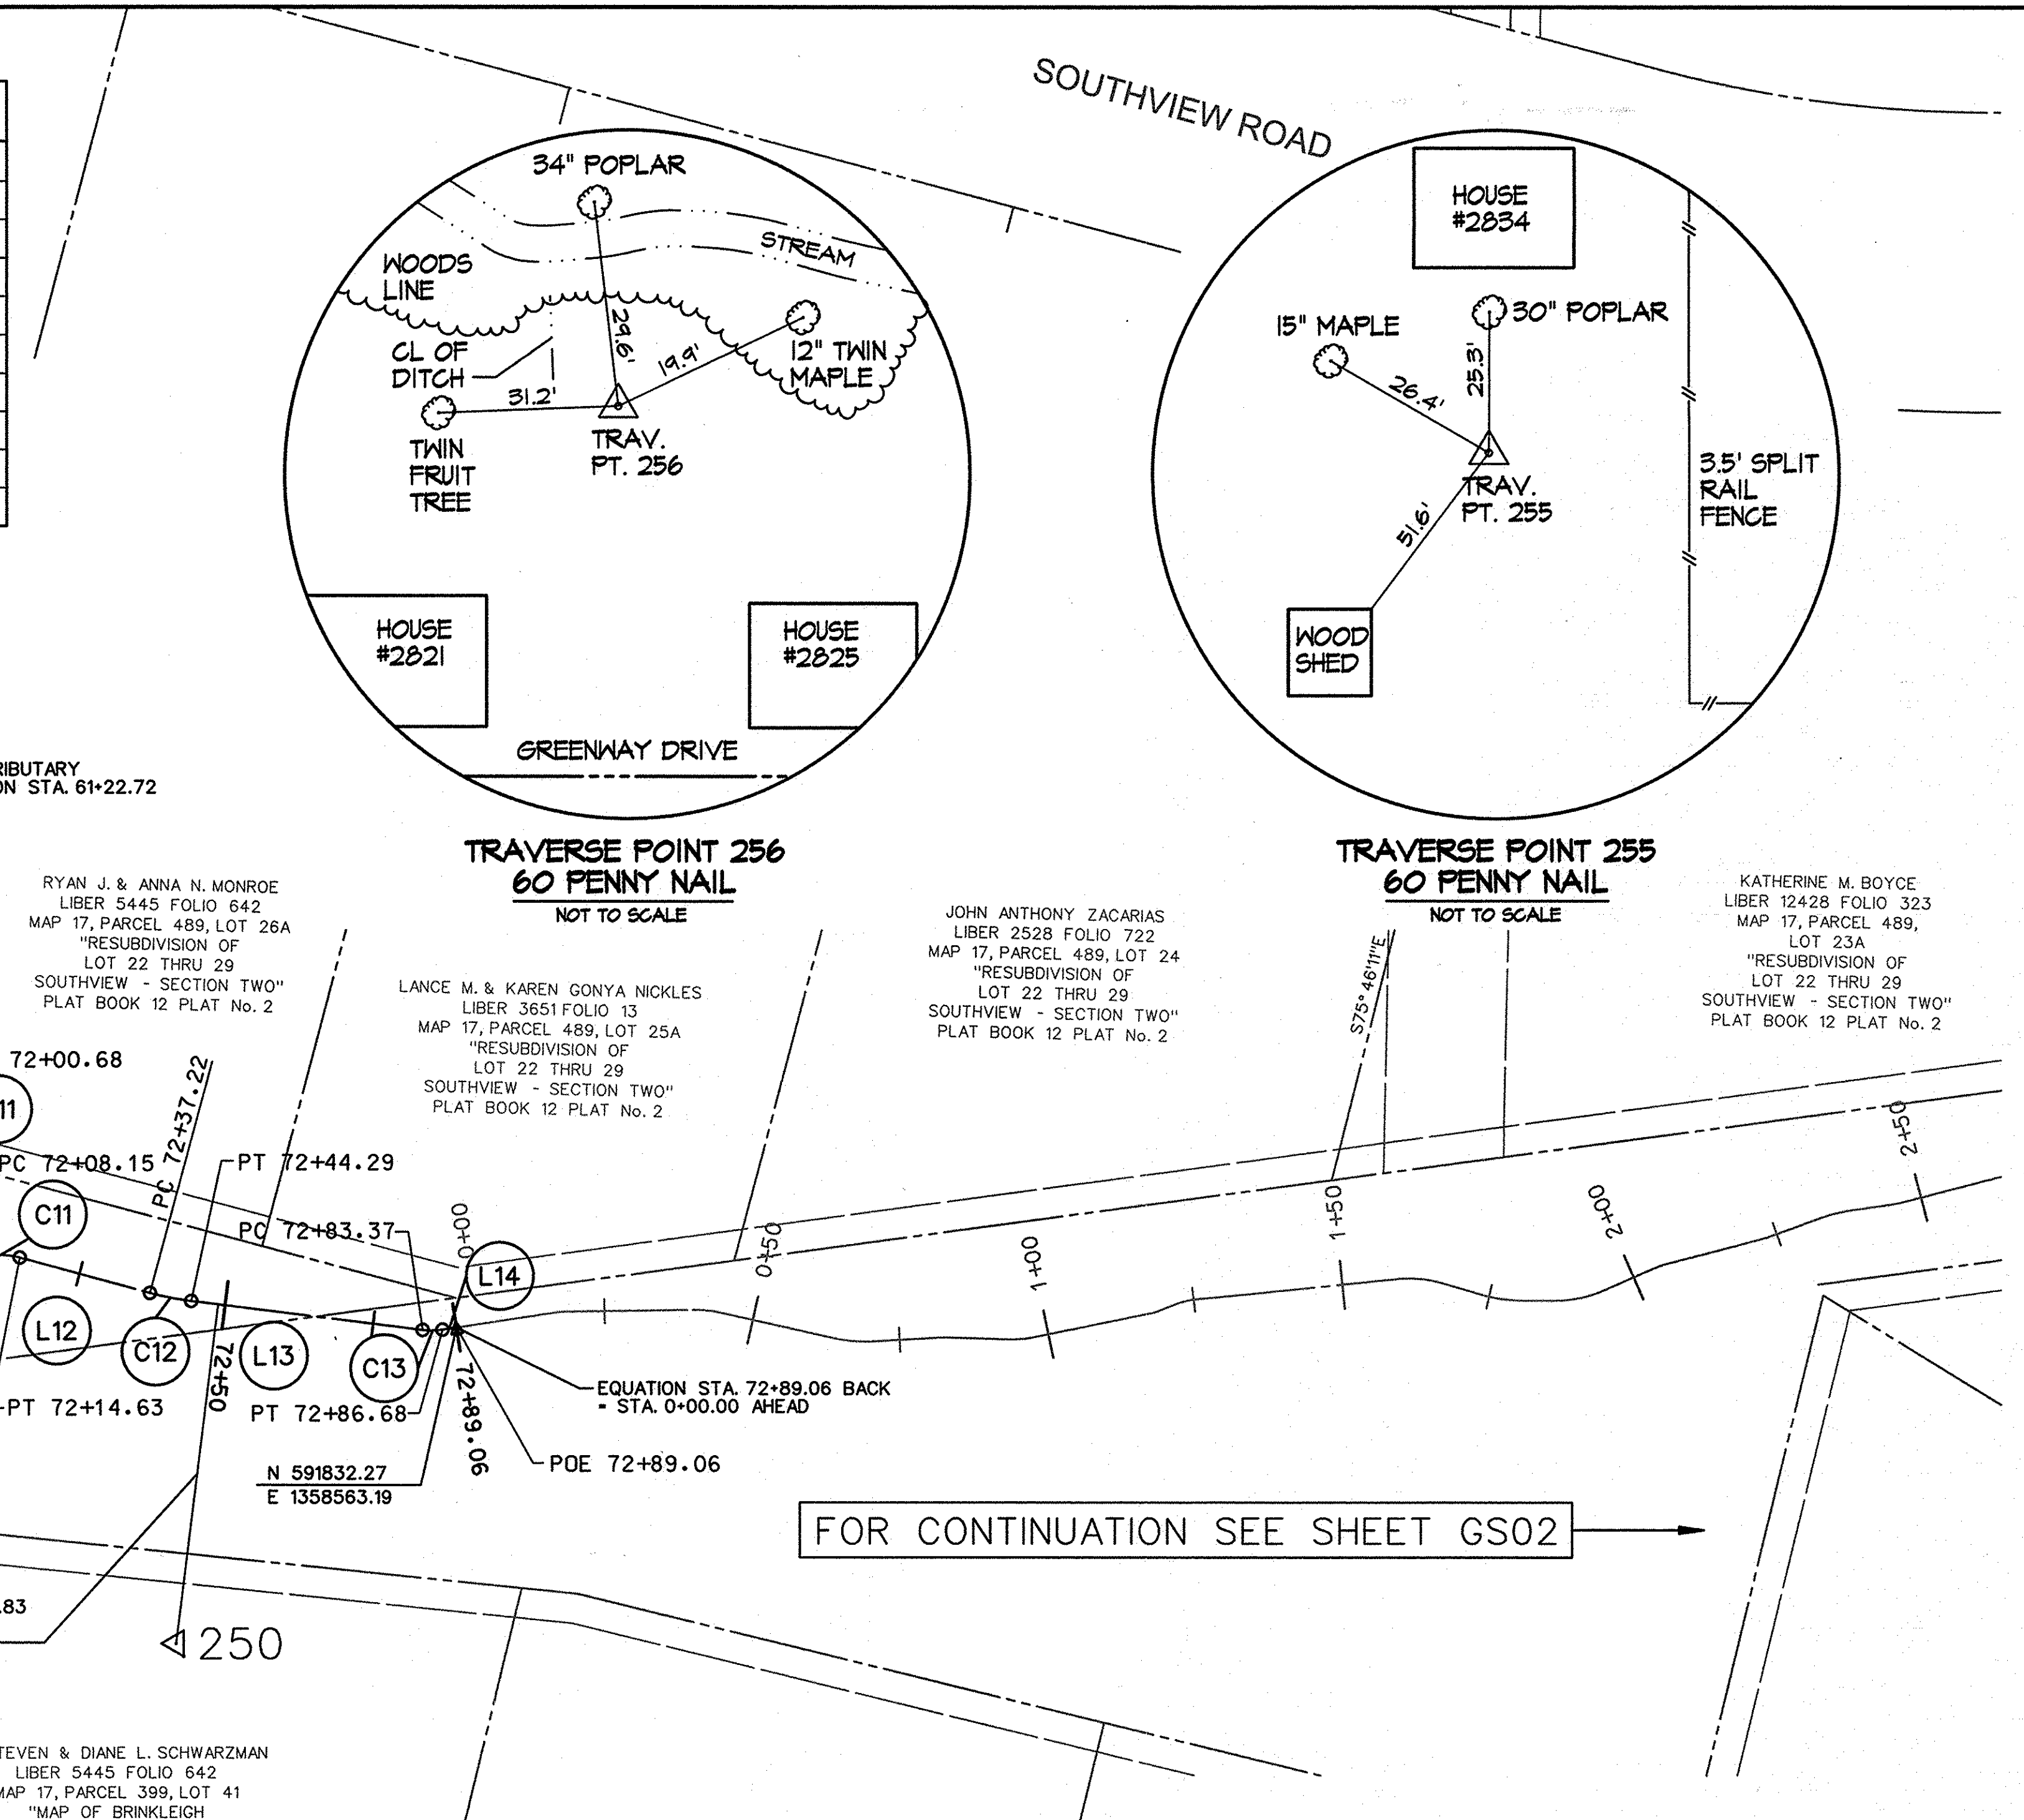 SOUTHVIEW ROAD
34" POPLAR
STREAM
WOODS
LINE
29.6'
19.9'
CL OF
DITCH
12" TWIN
MAPLE
31.2'
TWIN
FRUIT
TREE
TRAV.
PT. 256
HOUSE
#2821
HOUSE
#2825
GREENWAY DRIVE
TRAVERSE POINT 256
60 PENNY NAIL
NOT TO SCALE
HOUSE
#2834
15" MAPLE
30" POPLAR
25.3'
26.4'
TRAV.
PT. 255
51.6'
3.5' SPLIT
RAIL
FENCE
WOOD
SHED
TRAVERSE POINT 255
60 PENNY NAIL
NOT TO SCALE
RIBUTARY
ON STA. 61+22.72
RYAN J. & ANNA N. MONROE
LIBER 5445 FOLIO 642
MAP 17, PARCEL 489, LOT 26A
"RESUBDIVISION OF
LOT 22 THRU 29
SOUTHVIEW - SECTION TWO"
PLAT BOOK 12 PLAT No. 2
LANCE M. & KAREN GONYA NICKLES
LIBER 3651 FOLIO 13
MAP 17, PARCEL 489, LOT 25A
"RESUBDIVISION OF
LOT 22 THRU 29
SOUTHVIEW - SECTION TWO"
PLAT BOOK 12 PLAT No. 2
JOHN ANTHONY ZACARIAS
LIBER 2528 FOLIO 722
MAP 17, PARCEL 489, LOT 24
"RESUBDIVISION OF
LOT 22 THRU 29
SOUTHVIEW - SECTION TWO"
PLAT BOOK 12 PLAT No. 2
S75° 46'11"E
KATHERINE M. BOYCE
LIBER 12428 FOLIO 323
MAP 17, PARCEL 489,
LOT 23A
"RESUBDIVISION OF
LOT 22 THRU 29
SOUTHVIEW - SECTION TWO"
PLAT BOOK 12 PLAT No. 2
72+00.68
11
PC 72+08.15
PC 72+37.22
PT 72+44.29
C11
PC 72+83.37
0+00
L14
0+50
1+00
1+50
2+00
2+50
L12
C12
L13
C13
72+50
PT 72+14.63
PT 72+86.68
72+89.06
EQUATION STA. 72+89.06 BACK
= STA. 0+00.00 AHEAD
POE 72+89.06
N 591832.27
E 1358563.19
FOR CONTINUATION SEE SHEET GS02
.83
250
TEVEN & DIANE L. SCHWARZMAN
LIBER 5445 FOLIO 642
MAP 17, PARCEL 399, LOT 41
"MAP OF BRINKLEIGH